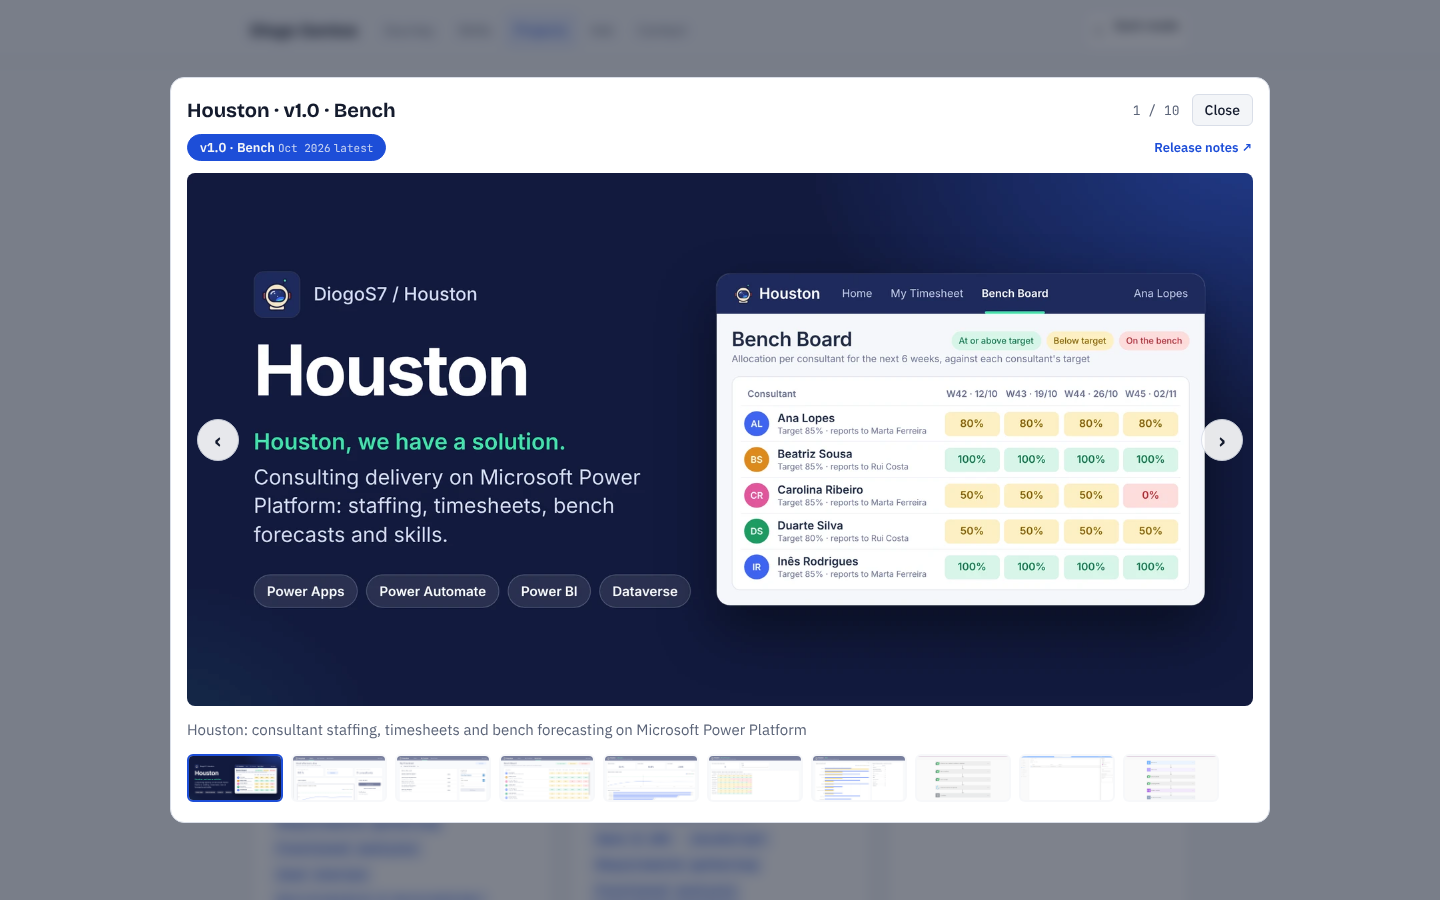 Houston · v1.0 · Bench
1 / 10
Close
v1.0 · Bench Oct 2026 latest
Release notes ↗
DiogoS7 / Houston
Houston
Houston, we have a solution.
Consulting delivery on Microsoft Power
Platform: staffing, timesheets, bench
forecasts and skills.
Power Apps
Power Automate
Power BI
Dataverse
Houston
Home
My Timesheet
Bench Board
Ana Lopes
Bench Board
At or above target
Below target
On the bench
Allocation per consultant for the next 6 weeks, against each consultant's target
Consultant
W42 · 12/10
W43 · 19/10
W44 · 26/10
W45 · 02/11
AL
Ana Lopes
Target 85% · reports to Marta Ferreira
80%
80%
80%
80%
BS
Beatriz Sousa
Target 85% · reports to Rui Costa
100%
100%
100%
100%
CR
Carolina Ribeiro
Target 85% · reports to Marta Ferreira
50%
50%
50%
0%
DS
Duarte Silva
Target 80% · reports to Rui Costa
50%
50%
50%
50%
IR
Inês Rodrigues
Target 85% · reports to Marta Ferreira
100%
100%
100%
100%
‹
›
Houston: consultant staffing, timesheets and bench forecasting on Microsoft Power Platform
Houston